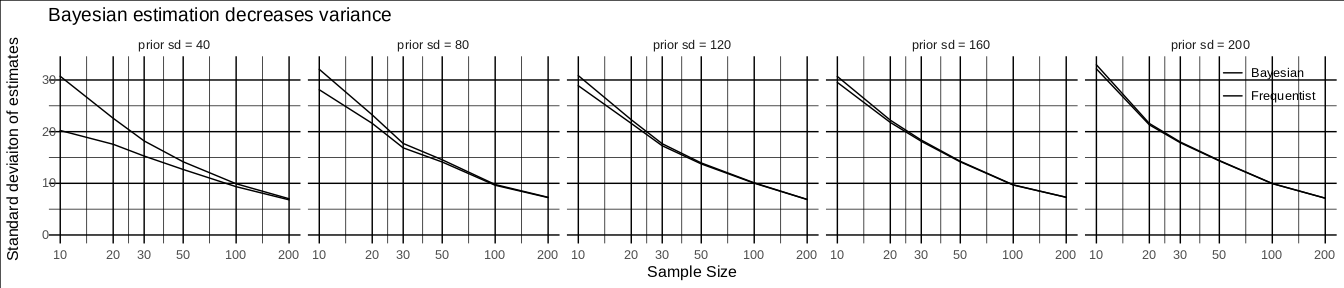 Bayesian estimation decreases variance
prior sd = 40
prior sd = 80
prior sd = 120
prior sd = 160
prior sd = 200
Standard deviaiton of estimates
30
20
10
0
Bayesian
Frequentist
10 20 30 50 100 200
10 20 30 50 100 200
10 20 30 50 100 200
10 20 30 50 100 200
10 20 30 50 100 200
Sample Size